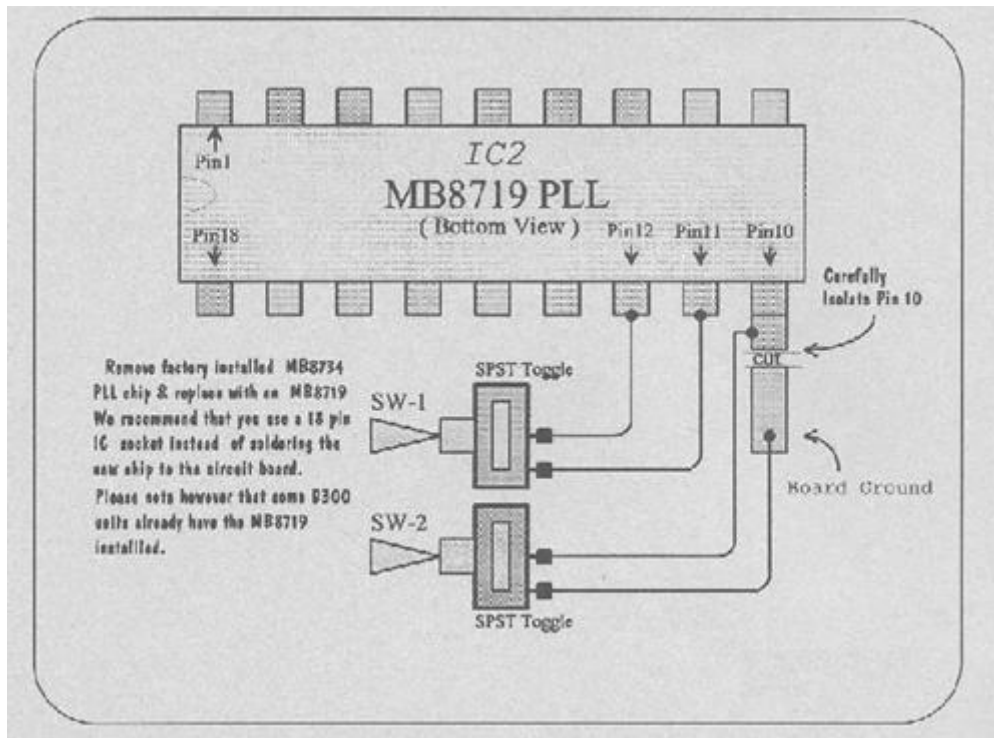 Pin1
IC2
MB8719 PLL
( Bottom View )
Pin18
Pin12
Pin11
Pin10
Carefully
Isolate Pin 10
CUT
Remove factory installed MB8734
PLL chip & replace with an MB8719
We recommend that you use a 18 pin
IC socket instead of soldering the
new chip to the circuit board.
Please note however that some
units already have the MB8719
installed.
SPST Toggle
SW-1
SW-2
SPST Toggle
Board Ground